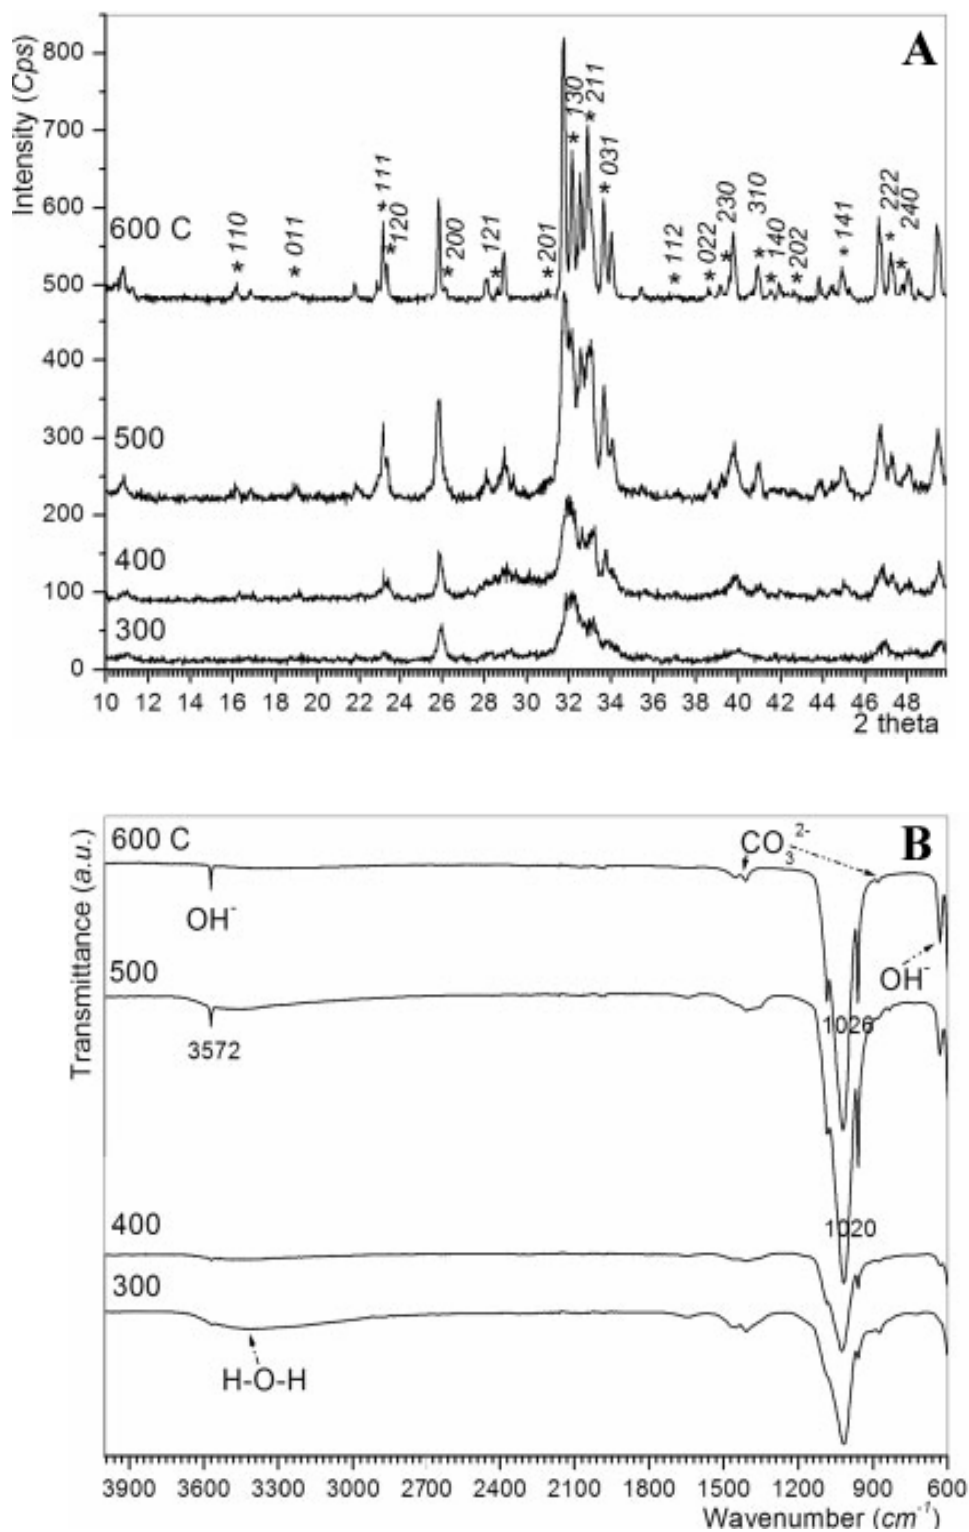 A
Intensity (Cps)
800
700
600
400
300
200
100
0
600 C
500
400
300
* 110
* 011
* 111
* 120
* 200
* 121
* 201
* 130
* 211
* 031
* 112
* 022
* 230
* 310
* 140
* 202
* 141
* 222
* 240
10 12 14 16 18 20 22 24 26 28 30 32 34 36 38 40 42 44 46 48
2 theta
B
Transmittance (a.u.)
600 C
CO₃²⁻
OH⁻
OH⁻
500
3572
1026
400
1020
300
H-O-H
3900 3600 3300 3000 2700 2400 2100 1800 1500 1200 900 600
Wavenumber (cm⁻¹)